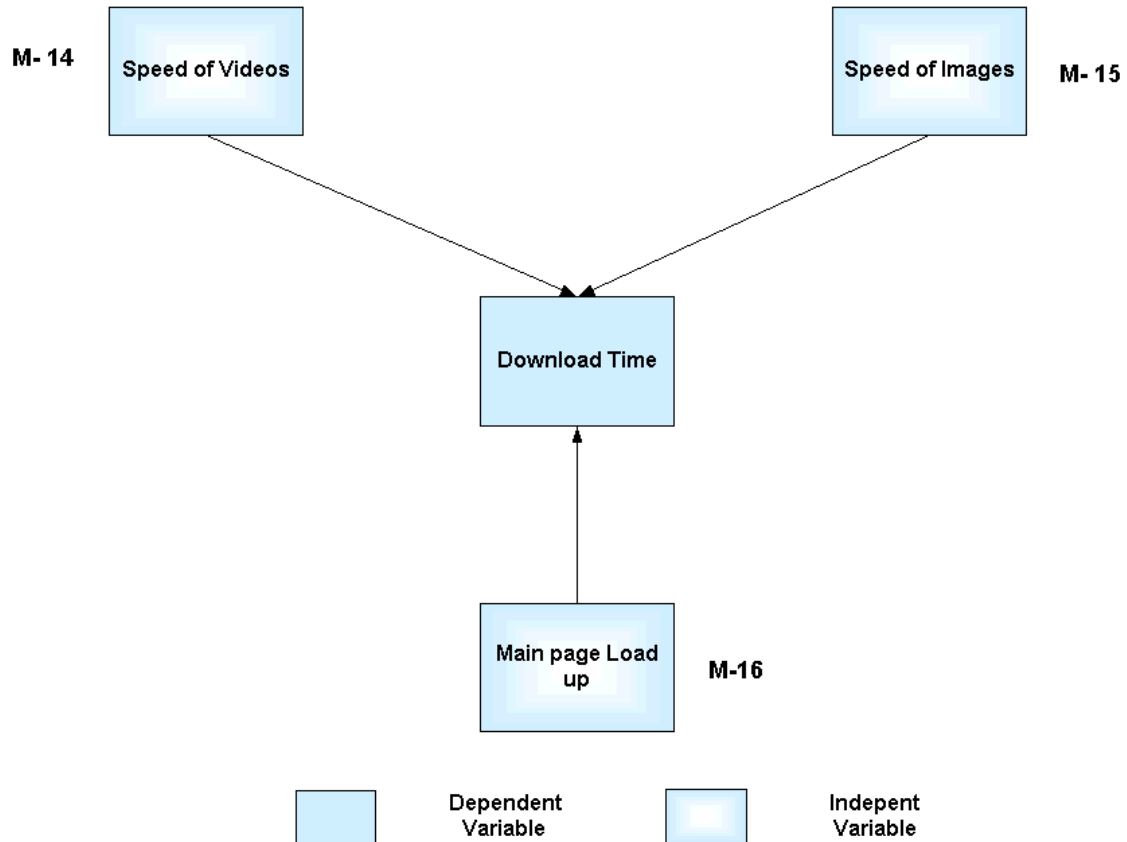 M- 14
Speed of Videos
Speed of Images
M- 15
Download Time
Main page Load
up
M-16
Dependent
Variable
Indepent
Variable